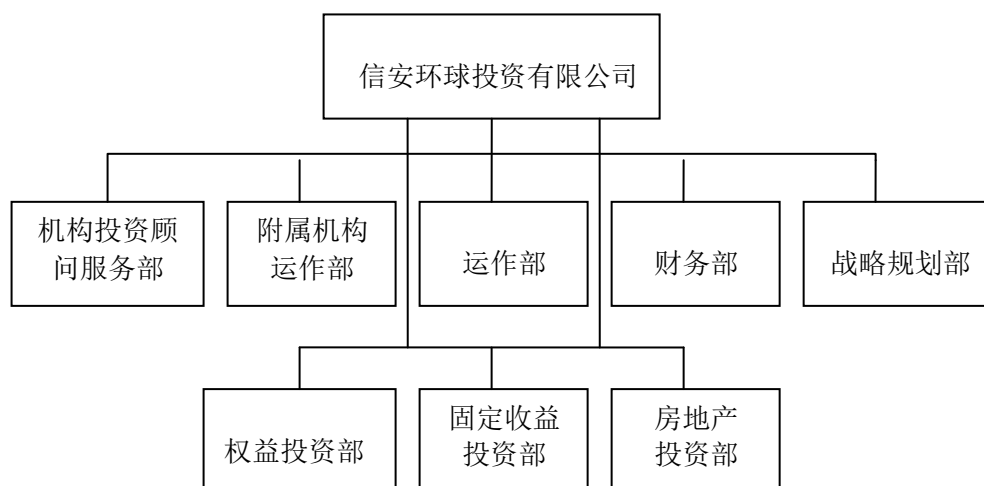 信安环球投资有限公司
机构投资顾
问服务部
附属机构
运作部
运作部
财务部
战略规划部
权益投资部
固定收益
投资部
房地产
投资部